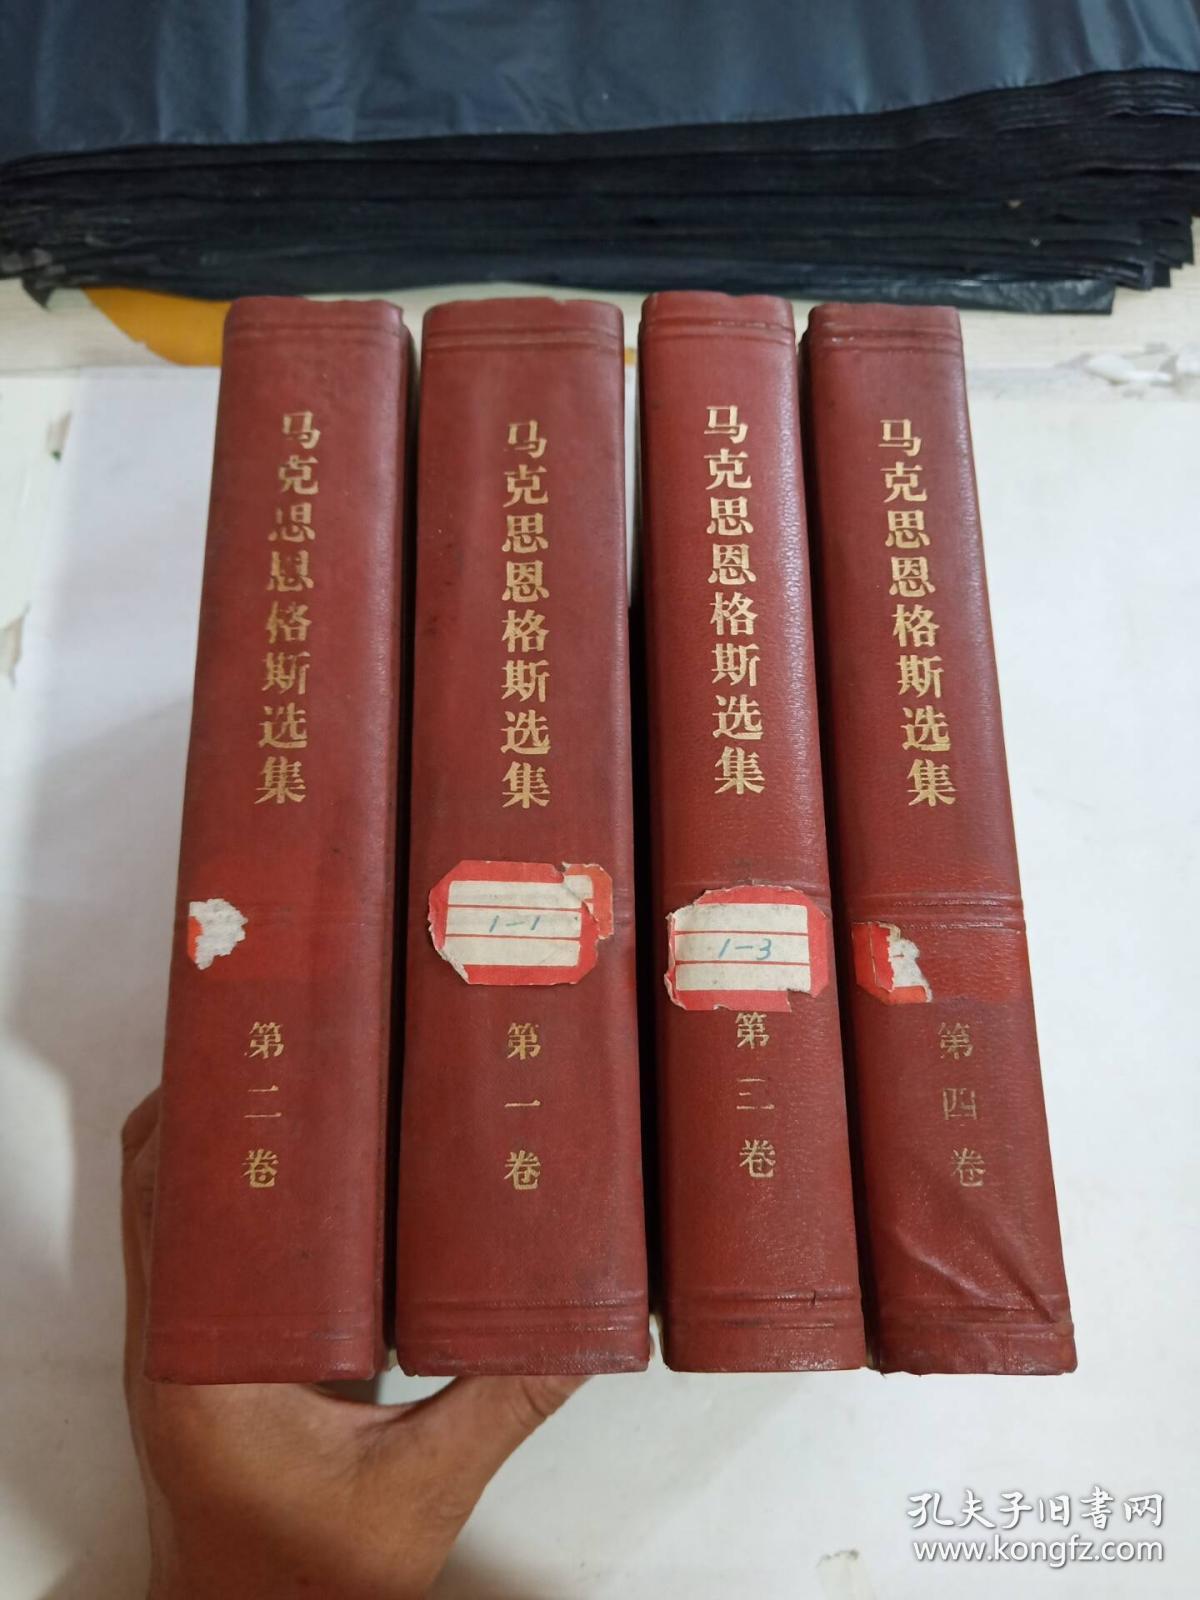 马克思恩格斯选集
第二卷
马克思恩格斯选集
1-1
第一卷
马克思恩格斯选集
1-3
第三卷
马克思恩格斯选集
第四卷
孔夫子旧书网
www.kongfz.com